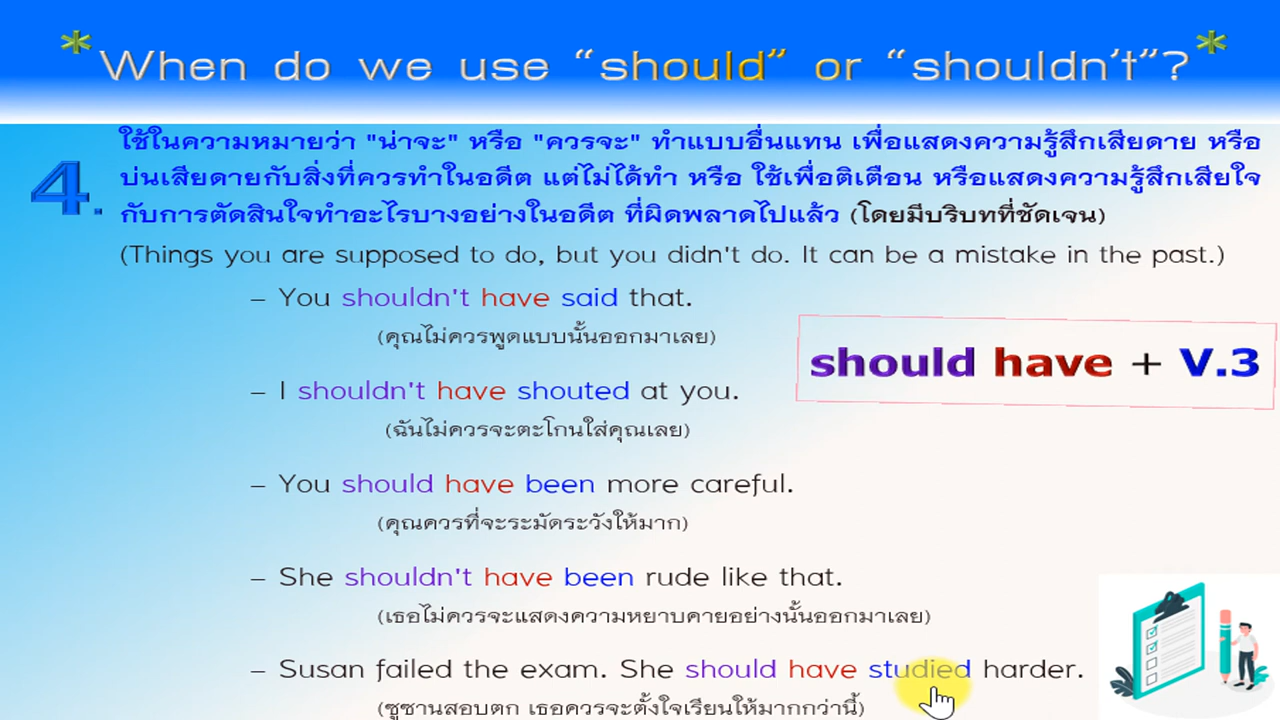 *When do we use “should” or “shouldn’t”?*
4. ใช้ในความหมายว่า "น่าจะ" หรือ "ควรจะ" ทำแบบอื่นแทน เพื่อแสดงความรู้สึกเสียดาย หรือ
บ่นเสียดายกับสิ่งที่ควรทำในอดีต แต่ไม่ได้ทำ หรือ ใช้เพื่อติเตือน หรือแสดงความรู้สึกเสียใจ
กับการตัดสินใจทำอะไรบางอย่างในอดีต ที่ผิดพลาดไปแล้ว (โดยมีบริบทที่ชัดเจน)
(Things you are supposed to do, but you didn't do. It can be a mistake in the past.)
– You shouldn't have said that.
(คุณไม่ควรพูดแบบนั้นออกมาเลย)
should have + V.3
– I shouldn't have shouted at you.
(ฉันไม่ควรจะตะโกนใส่คุณเลย)
– You should have been more careful.
(คุณควรที่จะระมัดระวังให้มาก)
– She shouldn't have been rude like that.
(เธอไม่ควรจะแสดงความหยาบคายอย่างนั้นออกมาเลย)
– Susan failed the exam. She should have studied harder.
(ซูซานสอบตก เธอควรจะตั้งใจเรียนให้มากกว่านี้)